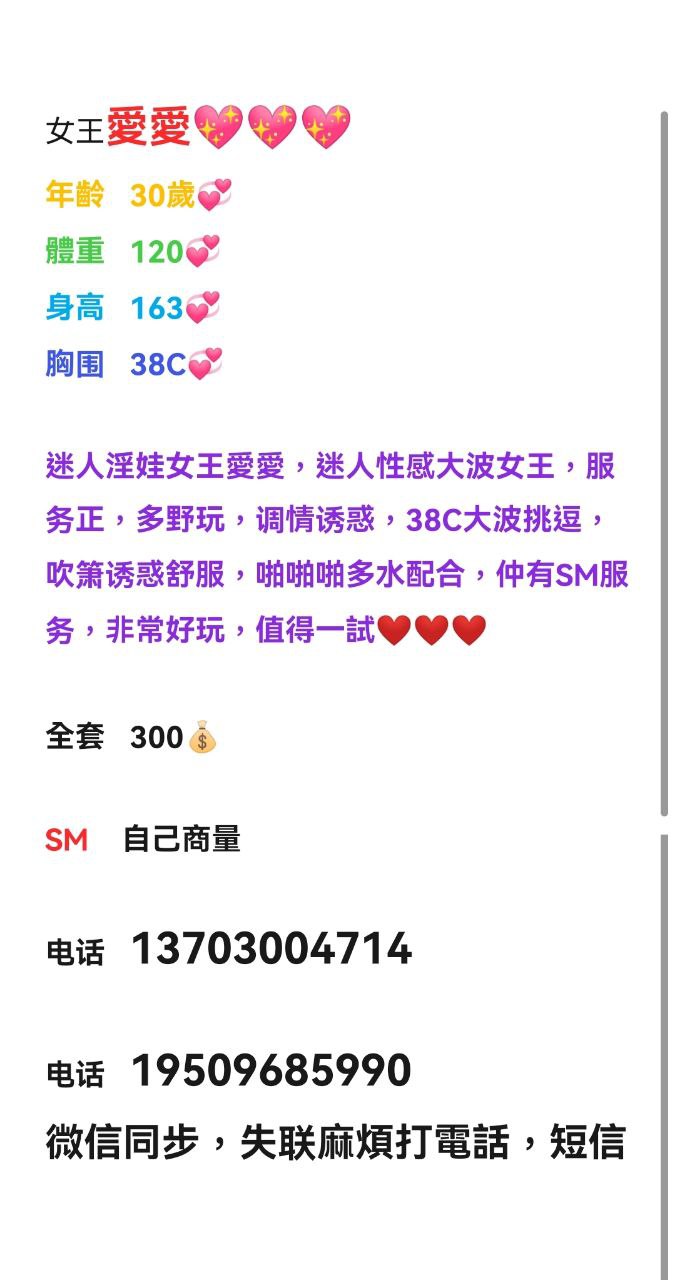 女王愛愛💖💖💖
年齡 30歲💞
體重 120💞
身高 163💞
胸围 38C💞
迷人淫娃女王愛愛，迷人性感大波女王，服
务正，多野玩，调情诱惑，38C大波挑逗，
吹箫诱惑舒服，啪啪啪多水配合，仲有SM服
务，非常好玩，值得一試❤️❤️❤️
全套 300💰
SM 自己商量
电话 13703004714
电话 19509685990
微信同步，失联麻煩打電話，短信